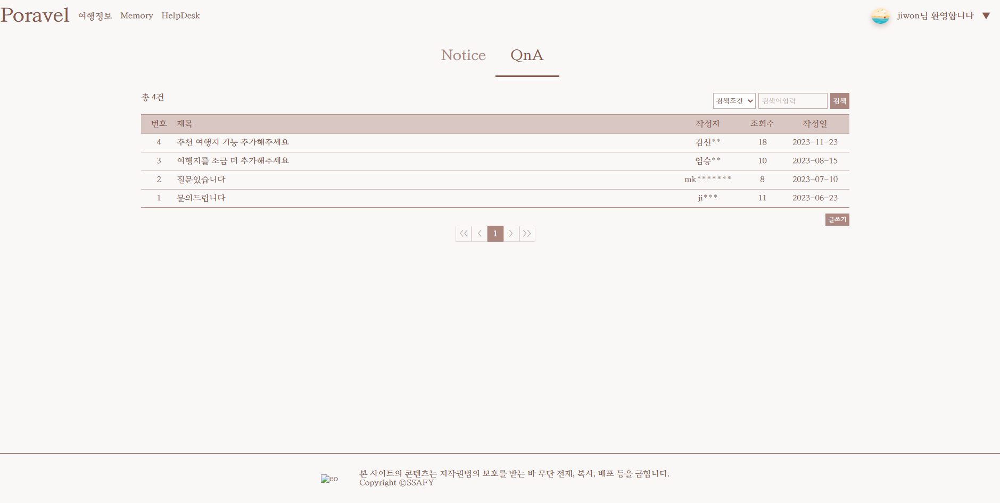 Poravel 여행정보 Memory HelpDesk jiwon님 환영합니다 ▼
Notice QnA
총 4건 검색조건 검색어입력 검색
번호 제목 작성자 조회수 작성일
4 추천 여행지 기능 추가해주세요 김신** 18 2023-11-23
3 여행지를 조금 더 추가해주세요 임승** 10 2023-08-15
2 질문있습니다 mk******* 8 2023-07-10
1 문의드립니다 ji*** 11 2023-06-23
글쓰기
<< < 1 > >>
eo 본 사이트의 콘텐츠는 저작권법의 보호를 받는 바 무단 전재, 복사, 배포 등을 금합니다.
Copyright ⓒSSAFY